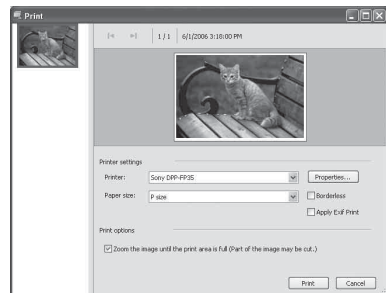 Print
1 / 1 6/1/2006 3:18:00 PM
Printer settings
Printer: Sony DPP-FP35 Properties...
Paper size: P size Borderless
Apply Exif Print
Print options
Zoom the image until the print area is full (Part of the image may be cut.)
Print Cancel